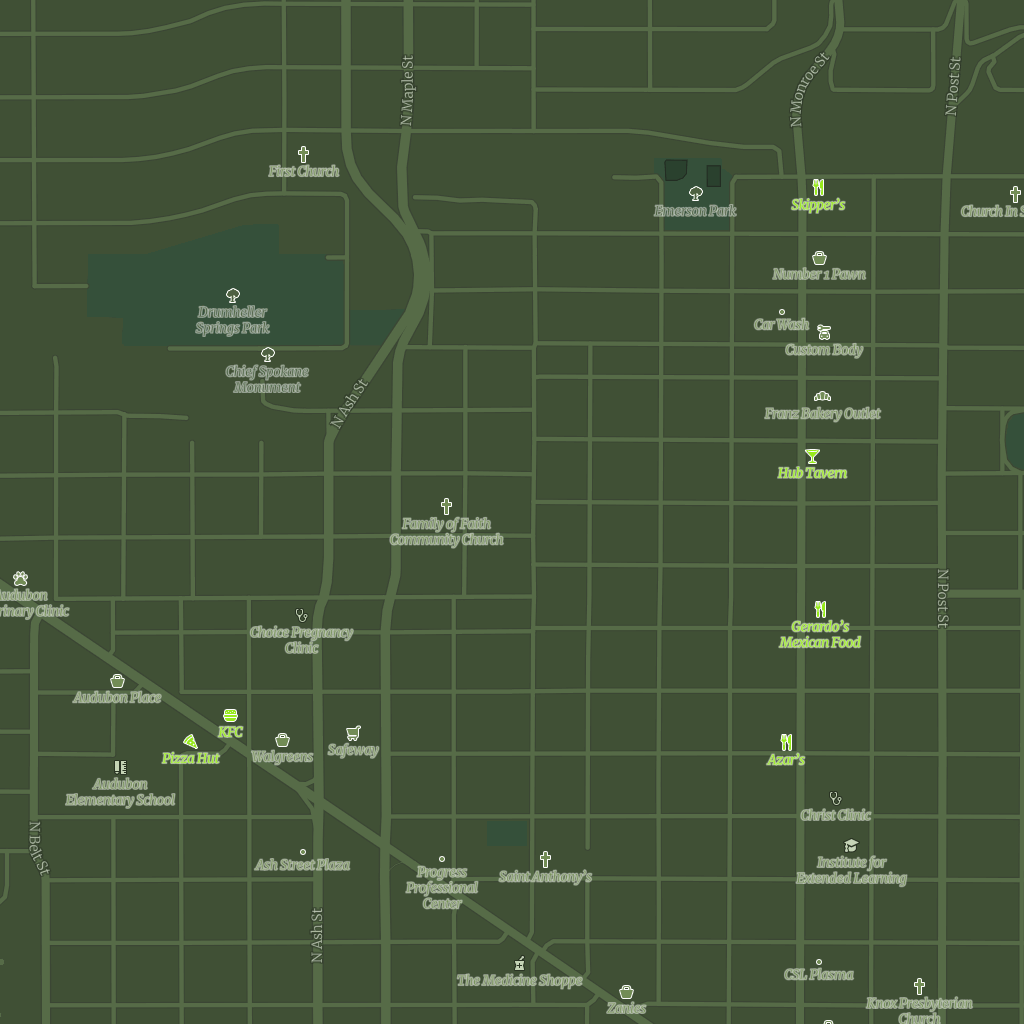 N Maple St
N Monroe St
N Post St
First Church
Emerson Park
Skipper's
Number 1 Pawn
Drumheller
Springs Park
Car Wash
Custom Body
Chief Spokane
Monument
N Ash St
Franz Bakery Outlet
Hub Tavern
Family of Faith
Community Church
N Post St
Choice Pregnancy
Clinic
Gerardo's
Mexican Food
Audubon Place
KFC
Pizza Hut
Walgreens
Safeway
Azar's
Audubon
Elementary School
Christ Clinic
N Belt St
Ash Street Plaza
Progress
Professional
Center
Saint Anthony's
Institute for
Extended Learning
N Ash St
The Medicine Shoppe
CSL Plasma
Zanies
Knox Presbyterian
Church
Church In S
udubon
rinary Clinic